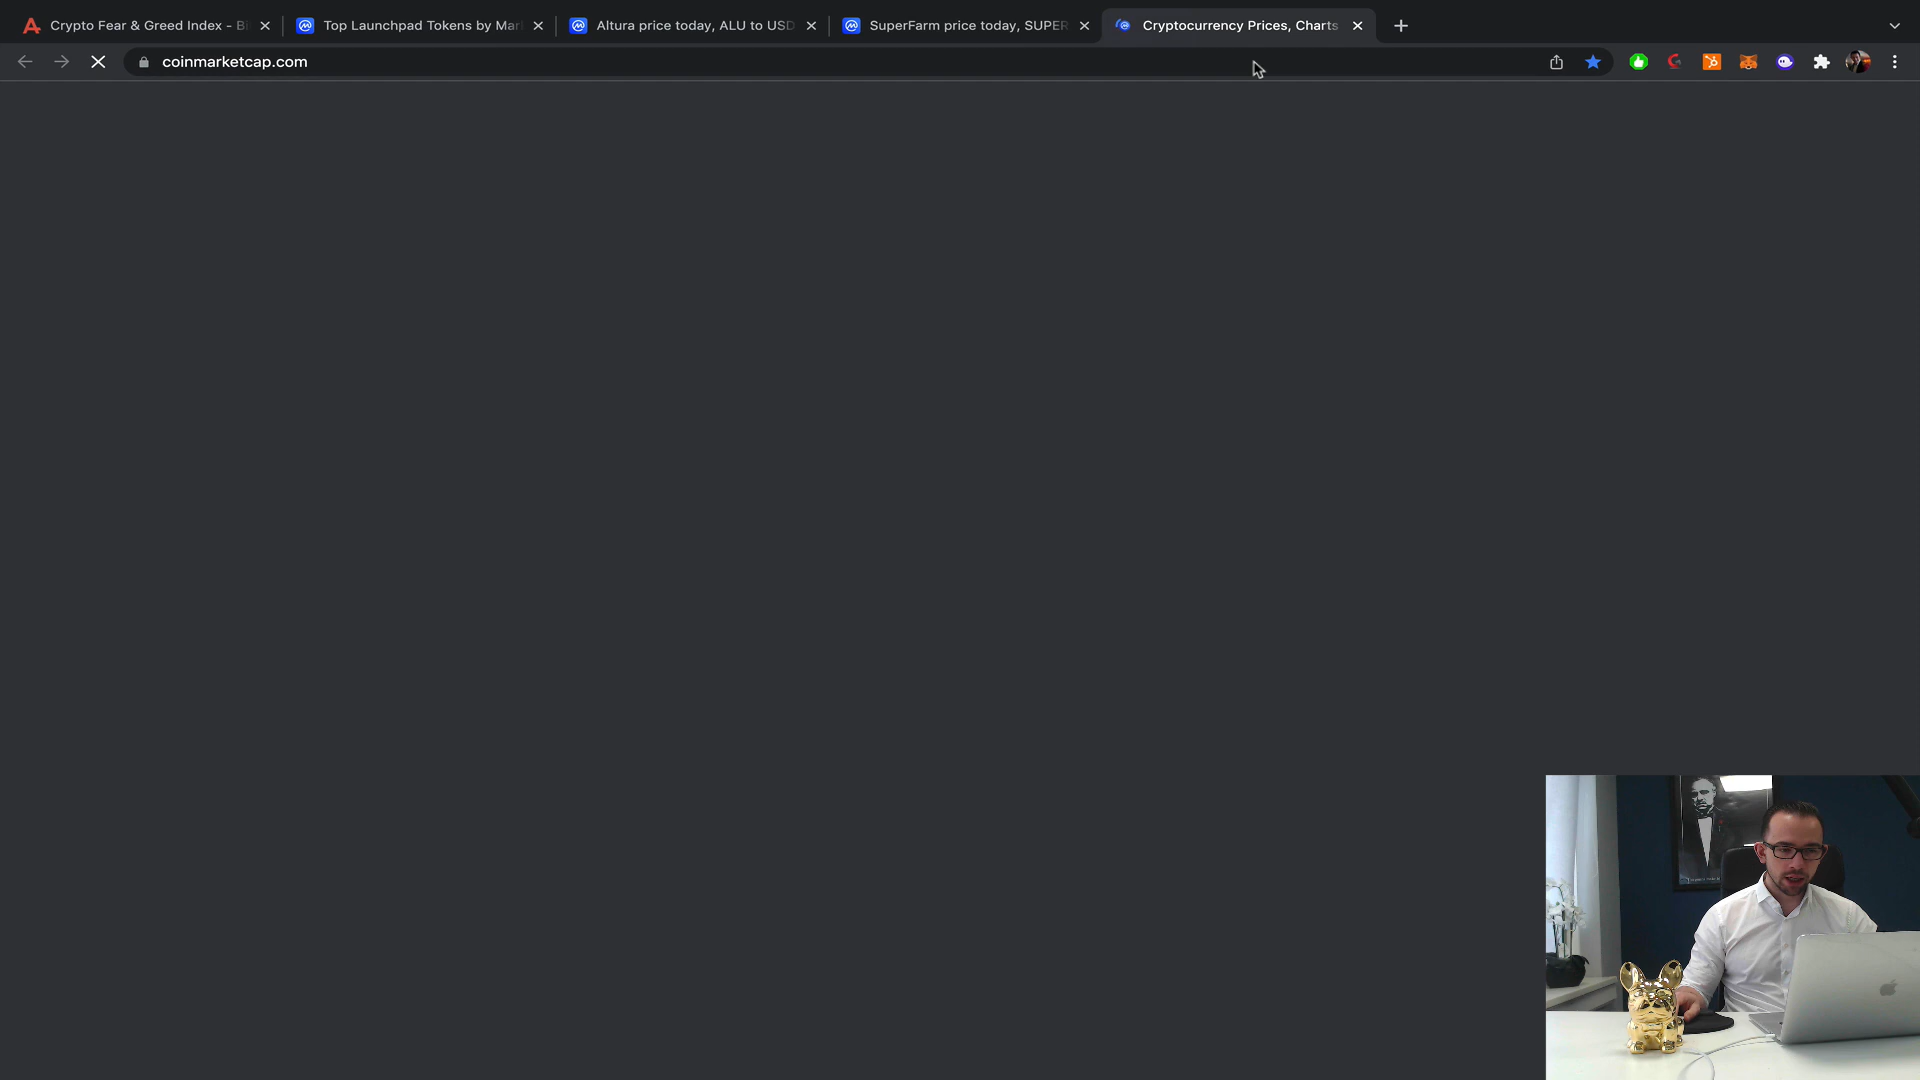 Crypto Fear & Greed Index - Bi
Top Launchpad Tokens by Mar
Altura price today, ALU to USD
SuperFarm price today, SUPER
Cryptocurrency Prices, Charts
coinmarketcap.com